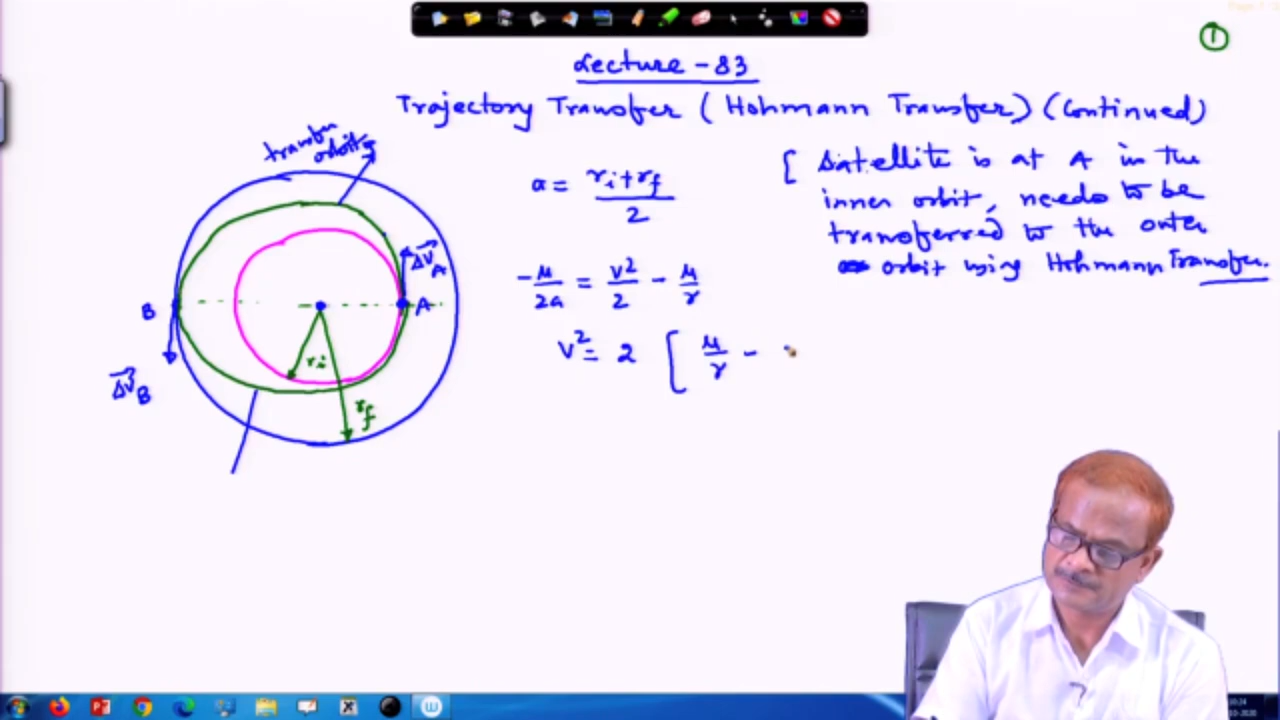 ①
Lecture - 83
Trajectory Transfer (Hohmann Transfer) (Continued)
transfer
orbit
a = ri + rf / 2
[ Satellite is at A in the
inner orbit, needs to be
transferred to the outer
orbit using Hohmann Transfer.
-μ/2a = v²/2 - μ/r
v² = 2 [ μ/r -
ΔvA
A
B
ri
ΔvB
rf